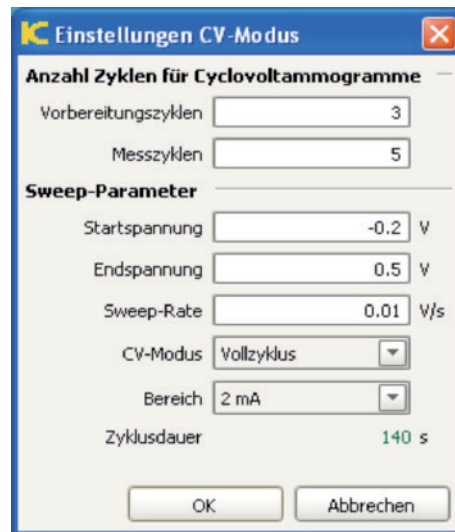 Einstellungen CV-Modus
Anzahl Zyklen für Cyclovoltammogramme
Vorbereitungszyklen 3
Messzyklen 5
Sweep-Parameter
Startspannung -0.2 V
Endspannung 0.5 V
Sweep-Rate 0.01 V/s
CV-Modus Vollzyklus
Bereich 2 mA
Zyklusdauer 140 s
OK Abbrechen